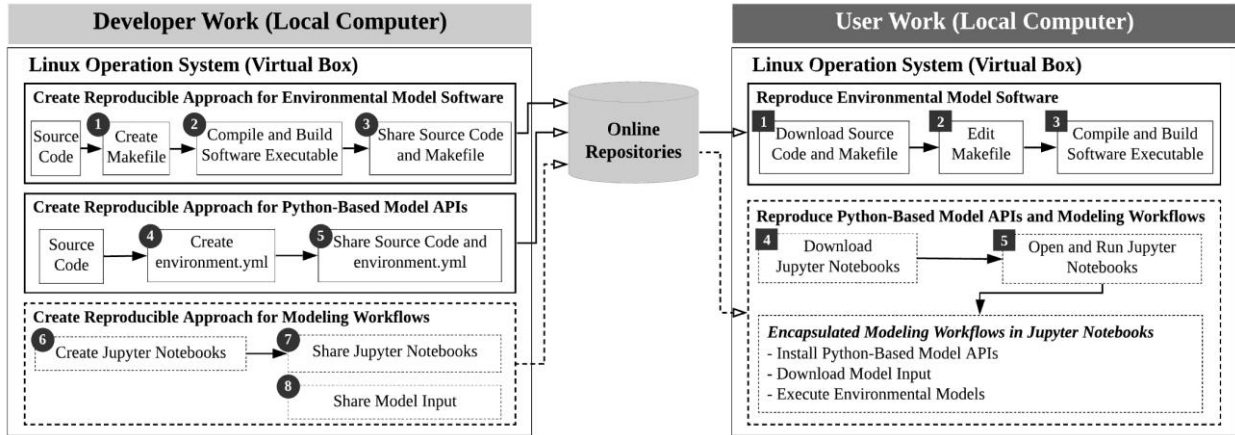 Developer Work (Local Computer)
Linux Operation System (Virtual Box)
Create Reproducible Approach for Environmental Model Software
Source
Code
1
Create
Makefile
2
Compile and Build
Software Executable
3
Share Source Code
and Makefile
Create Reproducible Approach for Python-Based Model APIs
Source
Code
4
Create
environment.yml
5
Share Source Code and
environment.yml
Create Reproducible Approach for Modeling Workflows
6
Create Jupyter Notebooks
7
Share Jupyter Notebooks
8
Share Model Input
Online
Repositories
User Work (Local Computer)
Linux Operation System (Virtual Box)
Reproduce Environmental Model Software
1
Download Source
Code and Makefile
2
Edit
Makefile
3
Compile and Build
Software Executable
Reproduce Python-Based Model APIs and Modeling Workflows
4
Download
Jupyter Notebooks
5
Open and Run Jupyter
Notebooks
Encapsulated Modeling Workflows in Jupyter Notebooks
- Install Python-Based Model APIs
- Download Model Input
- Execute Environmental Models